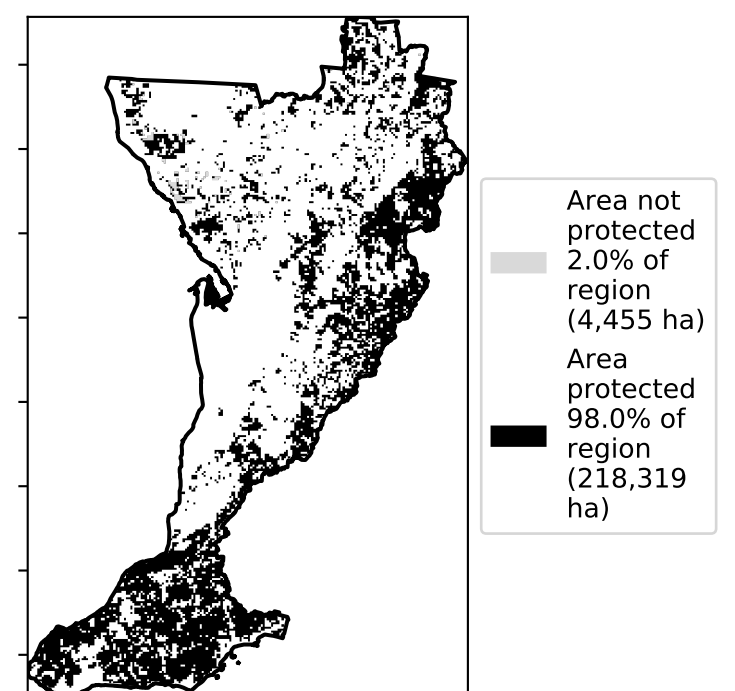 Area not
protected
2.0% of
region
(4,455 ha)
Area
protected
98.0% of
region
(218,319
ha)